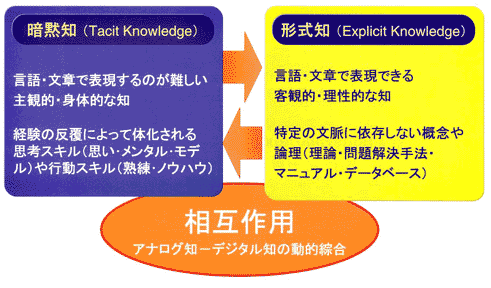 暗黙知（Tacit Knowledge）
言語・文章で表現するのが難しい
主観的・身体的な知
経験の反覆によって体化される
思考スキル（思い・メンタル・モデ
ル）や行動スキル（熟練・ノウハウ）
形式知（Explicit Knowledge）
言語・文章で表現できる
客観的・理性的な知
特定の文脈に依存しない概念や
論理（理論・問題解決手法・
マニュアル・データベース）
相互作用
アナログ知－デジタル知の動的綜合